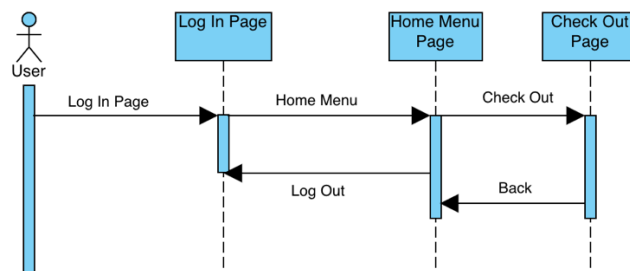 Log In Page
Home Menu
Page
Check Out
Page
User
Log In Page
Home Menu
Check Out
Log Out
Back